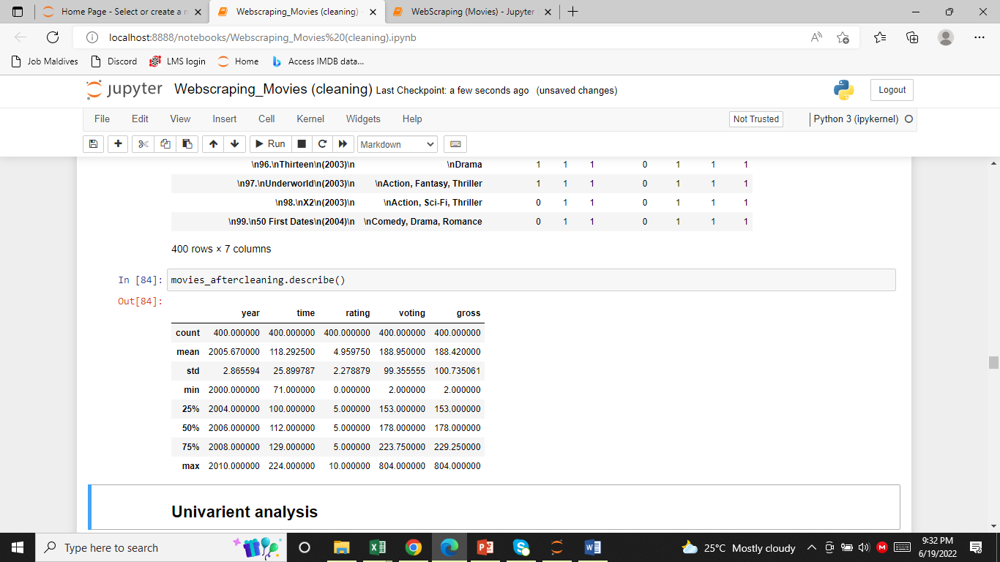 Home Page - Select or create a n
Webscraping_Movies (cleaning) -
WebScraping (Movies) - Jupyter
localhost:8888/notebooks/Webscraping_Movies%20(cleaning).ipynb
Job Maldives Discord LMS login Home Access IMDB data...
jupyter Webscraping_Movies (cleaning) Last Checkpoint: a few seconds ago (unsaved changes) Logout
File Edit View Insert Cell Kernel Widgets Help Not Trusted Python 3 (ipykernel) O
Run Markdown
\n96.\nThirteen\n(2003)\n \nDrama 1 1 1 0 1 1 1
\n97.\nUnderworld\n(2003)\n \nAction, Fantasy, Thriller 1 1 1 0 1 1 1
\n98.\nX2\n(2003)\n \nAction, Sci-Fi, Thriller 0 1 1 0 1 1 1
\n99.\n50 First Dates\n(2004)\n \nComedy, Drama, Romance 0 1 1 0 1 1 1
400 rows × 7 columns
In [84]: movies_aftercleaning.describe()
Out[84]:
year time rating voting gross
count 400.000000 400.000000 400.000000 400.000000 400.000000
mean 2005.670000 118.292500 4.959750 188.950000 188.420000
std 2.865594 25.899787 2.278879 99.355555 100.735061
min 2000.000000 71.000000 0.000000 2.000000 2.000000
25% 2004.000000 100.000000 5.000000 153.000000 153.000000
50% 2006.000000 112.000000 5.000000 178.000000 178.000000
75% 2008.000000 129.000000 5.000000 223.750000 229.250000
max 2010.000000 224.000000 10.000000 804.000000 804.000000
Univarient analysis
Type here to search
25°C Mostly cloudy
9:32 PM
6/19/2022